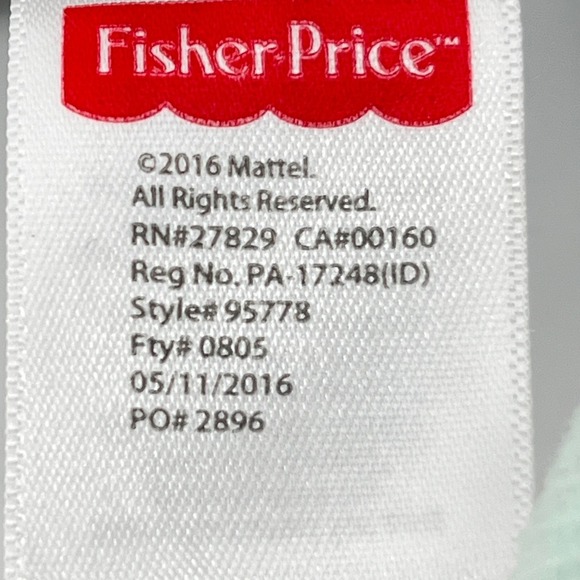 Fisher-Price™
©2016 Mattel.
All Rights Reserved.
RN#27829 CA#00160
Reg No. PA-17248(ID)
Style# 95778
Fty# 0805
05/11/2016
PO# 2896